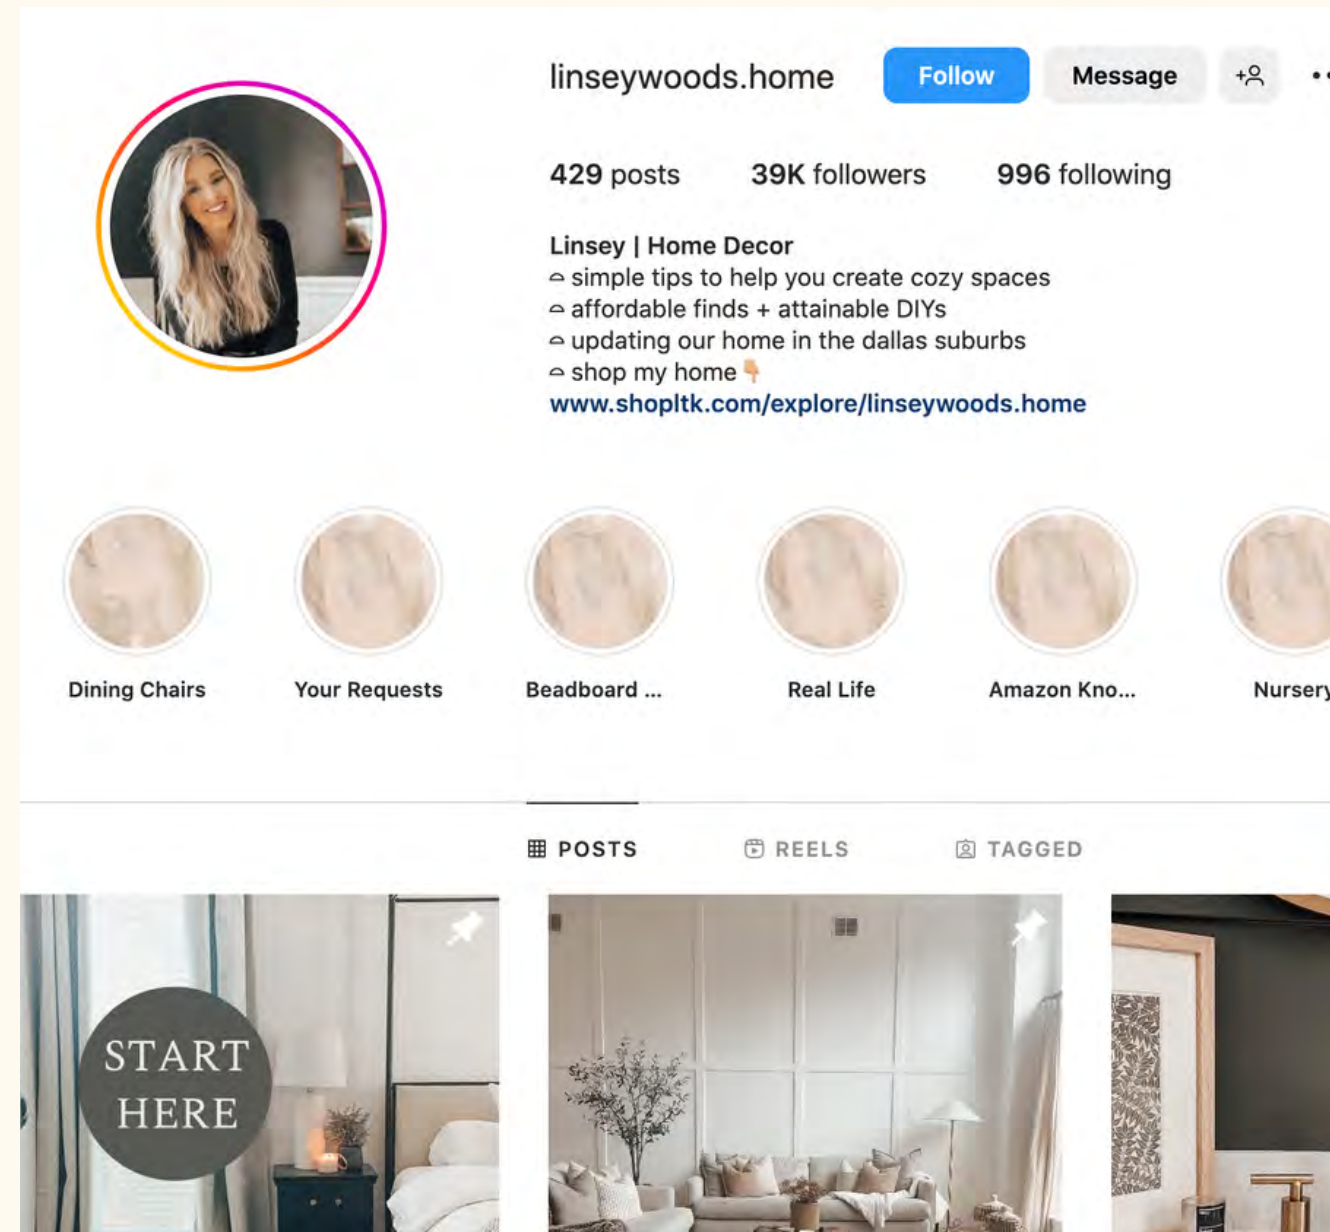 linseywoods.home Follow Message
429 posts 39K followers 996 following
Linsey | Home Decor
⌓ simple tips to help you create cozy spaces
⌓ affordable finds + attainable DIYs
⌓ updating our home in the dallas suburbs
⌓ shop my home👇🏼
www.shopltk.com/explore/linseywoods.home
Dining Chairs Your Requests Beadboard ... Real Life Amazon Kno... Nursery
POSTS REELS TAGGED
START
HERE